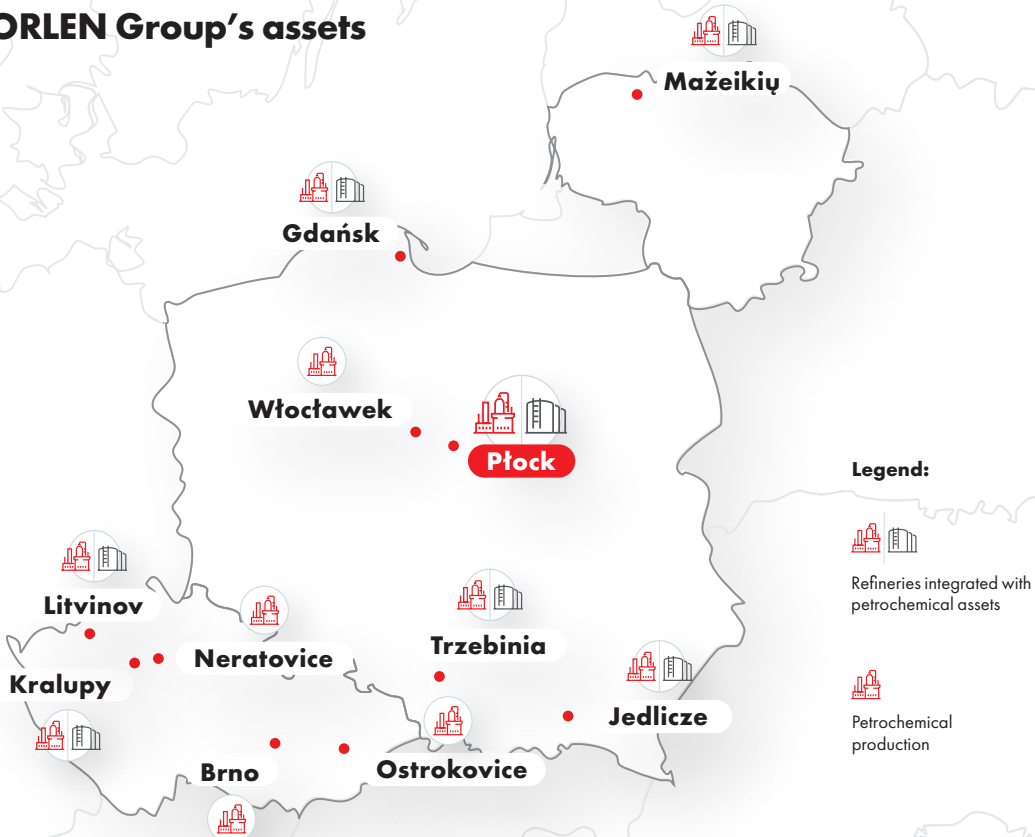 ORLEN Group's assets
Mažeikių
Gdańsk
Włocławek
Płock
Legend:
Refineries integrated with
petrochemical assets
Litvinov
Trzebinia
Neratovice
Kralupy
Jedlicze
Petrochemical
production
Ostrokovice
Brno